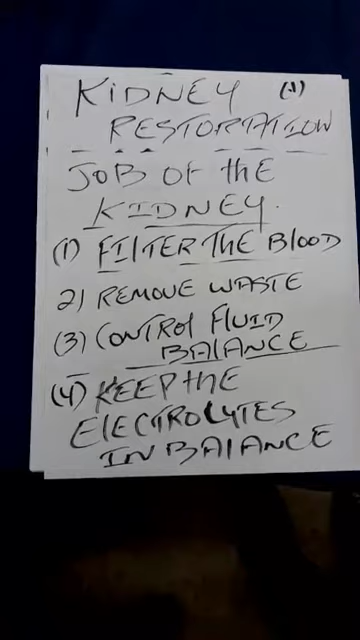 KIDNEY (1)
RESTORATION
JOB OF THE
KIDNEY.
(1) FILTER THE BlOOD
2) REMOVE WASTE
(3) CONTROl FlUID
BAlANCE
(4) KEEP the
ElECTROLYTES
IN BAlANCE